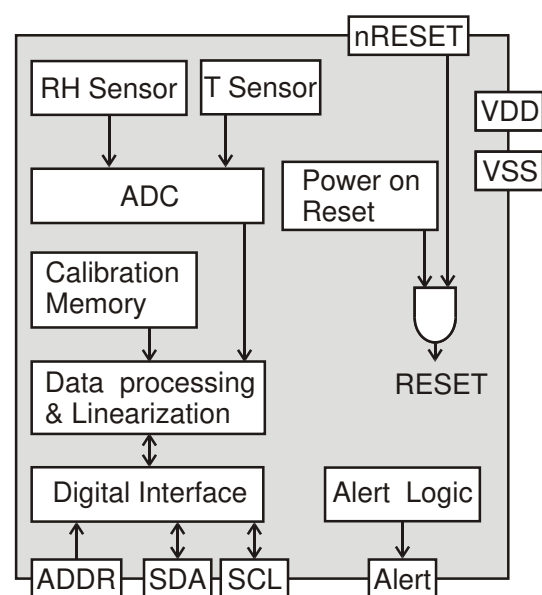 nRESET
RH Sensor
T Sensor
VDD
ADC
Power on
Reset
VSS
Calibration
Memory
Data processing
& Linearization
RESET
Digital Interface
Alert Logic
ADDR
SDA
SCL
Alert